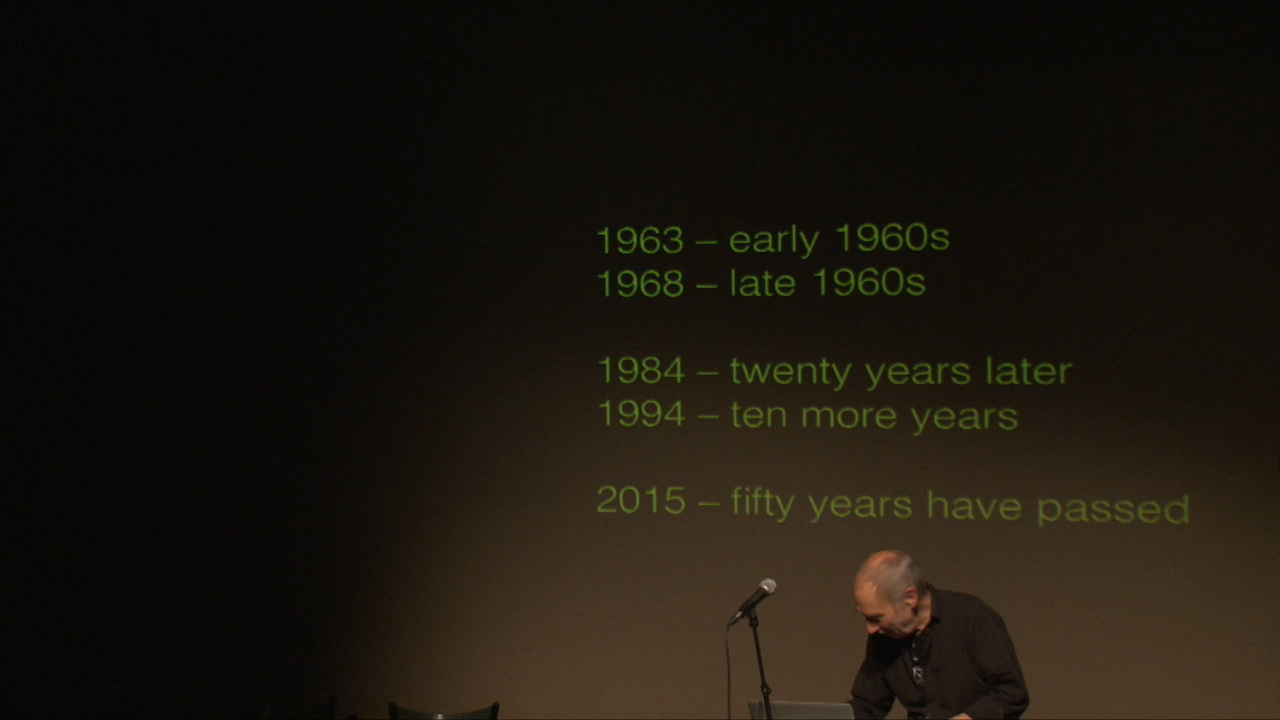 1963 – early 1960s
1968 – late 1960s
1984 – twenty years later
1994 – ten more years
2015 – fifty years have passed